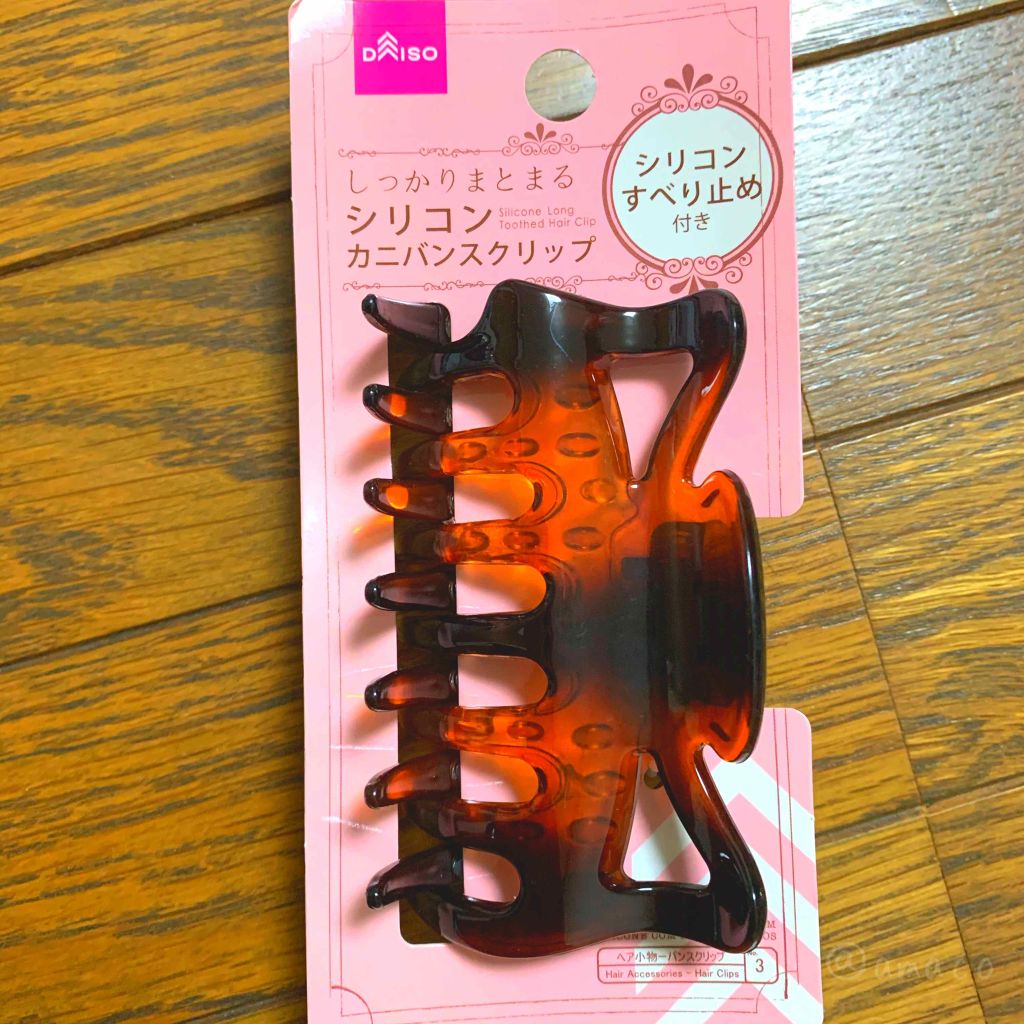 DAISO
しっかりまとまる
シリコン
Silicone Long
Toothed Hair Clip
カニバンスクリップ
シリコン
すべり止め
付き
ヘア小物ーバンスクリップ
Hair Accessories - Hair Clips
No.
3